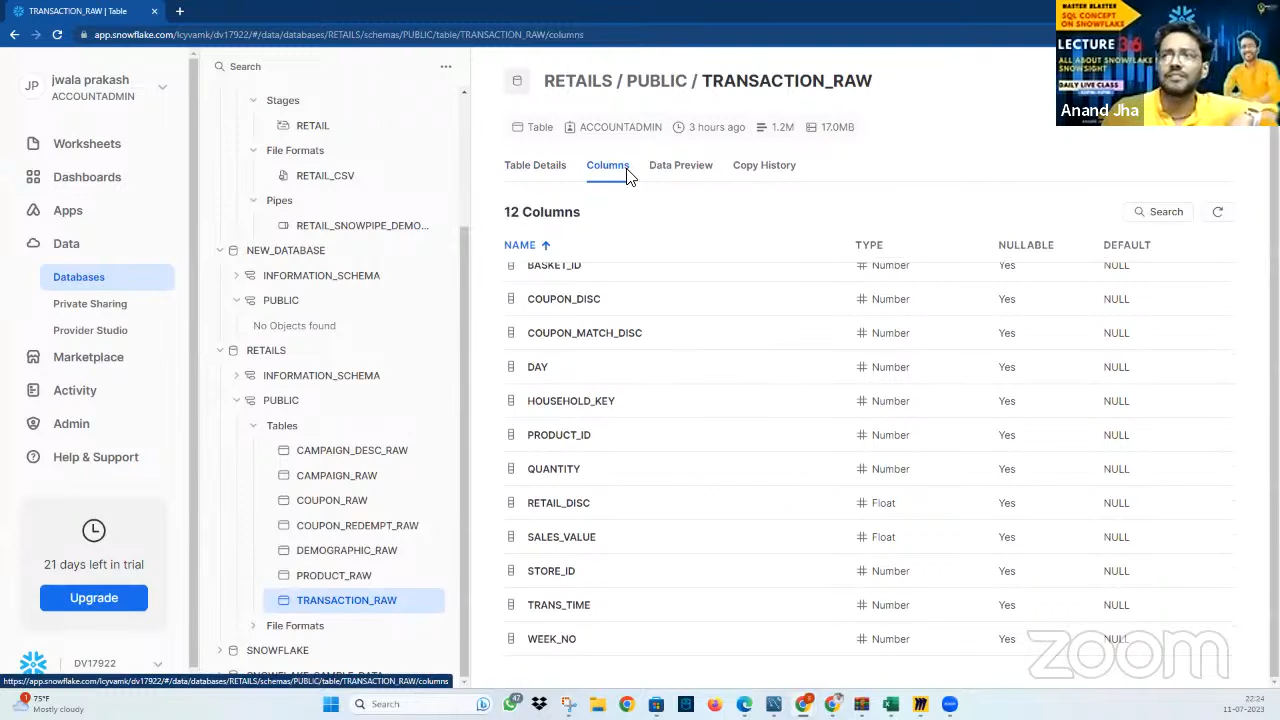 TRANSACTION_RAW | Table
app.snowflake.com/lcyvamk/dv17922/#/data/databases/RETAILS/schemas/PUBLIC/table/TRANSACTION_RAW/columns
MASTER BLASTER
SQL CONCEPT
ON SNOWFLAKE
LECTURE 36
ALL ABOUT SNOWFLAKE
SNOWSIGHT
DAILY LIVE CLASS
Anand Jha
JP
jwala prakash
ACCOUNTADMIN
Worksheets
Dashboards
Apps
Data
Databases
Private Sharing
Provider Studio
Marketplace
Activity
Admin
Help & Support
21 days left in trial
Upgrade
DV17922
Search
Stages
RETAIL
File Formats
RETAIL_CSV
Pipes
RETAIL_SNOWPIPE_DEMO...
NEW_DATABASE
INFORMATION_SCHEMA
PUBLIC
No Objects found
RETAILS
INFORMATION_SCHEMA
PUBLIC
Tables
CAMPAIGN_DESC_RAW
CAMPAIGN_RAW
COUPON_RAW
COUPON_REDEMPT_RAW
DEMOGRAPHIC_RAW
PRODUCT_RAW
TRANSACTION_RAW
File Formats
SNOWFLAKE
RETAILS / PUBLIC / TRANSACTION_RAW
Table ACCOUNTADMIN 3 hours ago 1.2M 17.0MB
Table Details Columns Data Preview Copy History
12 Columns
Search
NAME TYPE NULLABLE DEFAULT
BASKET_ID Number Yes NULL
COUPON_DISC Number Yes NULL
COUPON_MATCH_DISC Number Yes NULL
DAY Number Yes NULL
HOUSEHOLD_KEY Number Yes NULL
PRODUCT_ID Number Yes NULL
QUANTITY Number Yes NULL
RETAIL_DISC Float Yes NULL
SALES_VALUE Float Yes NULL
STORE_ID Number Yes NULL
TRANS_TIME Number Yes NULL
WEEK_NO Number Yes NULL
zoom
https://app.snowflake.com/lcyvamk/dv17922/#/data/databases/RETAILS/schemas/PUBLIC/table/TRANSACTION_RAW/columns
1
75°F
Mostly cloudy
Search
47
22:24
11-07-2023